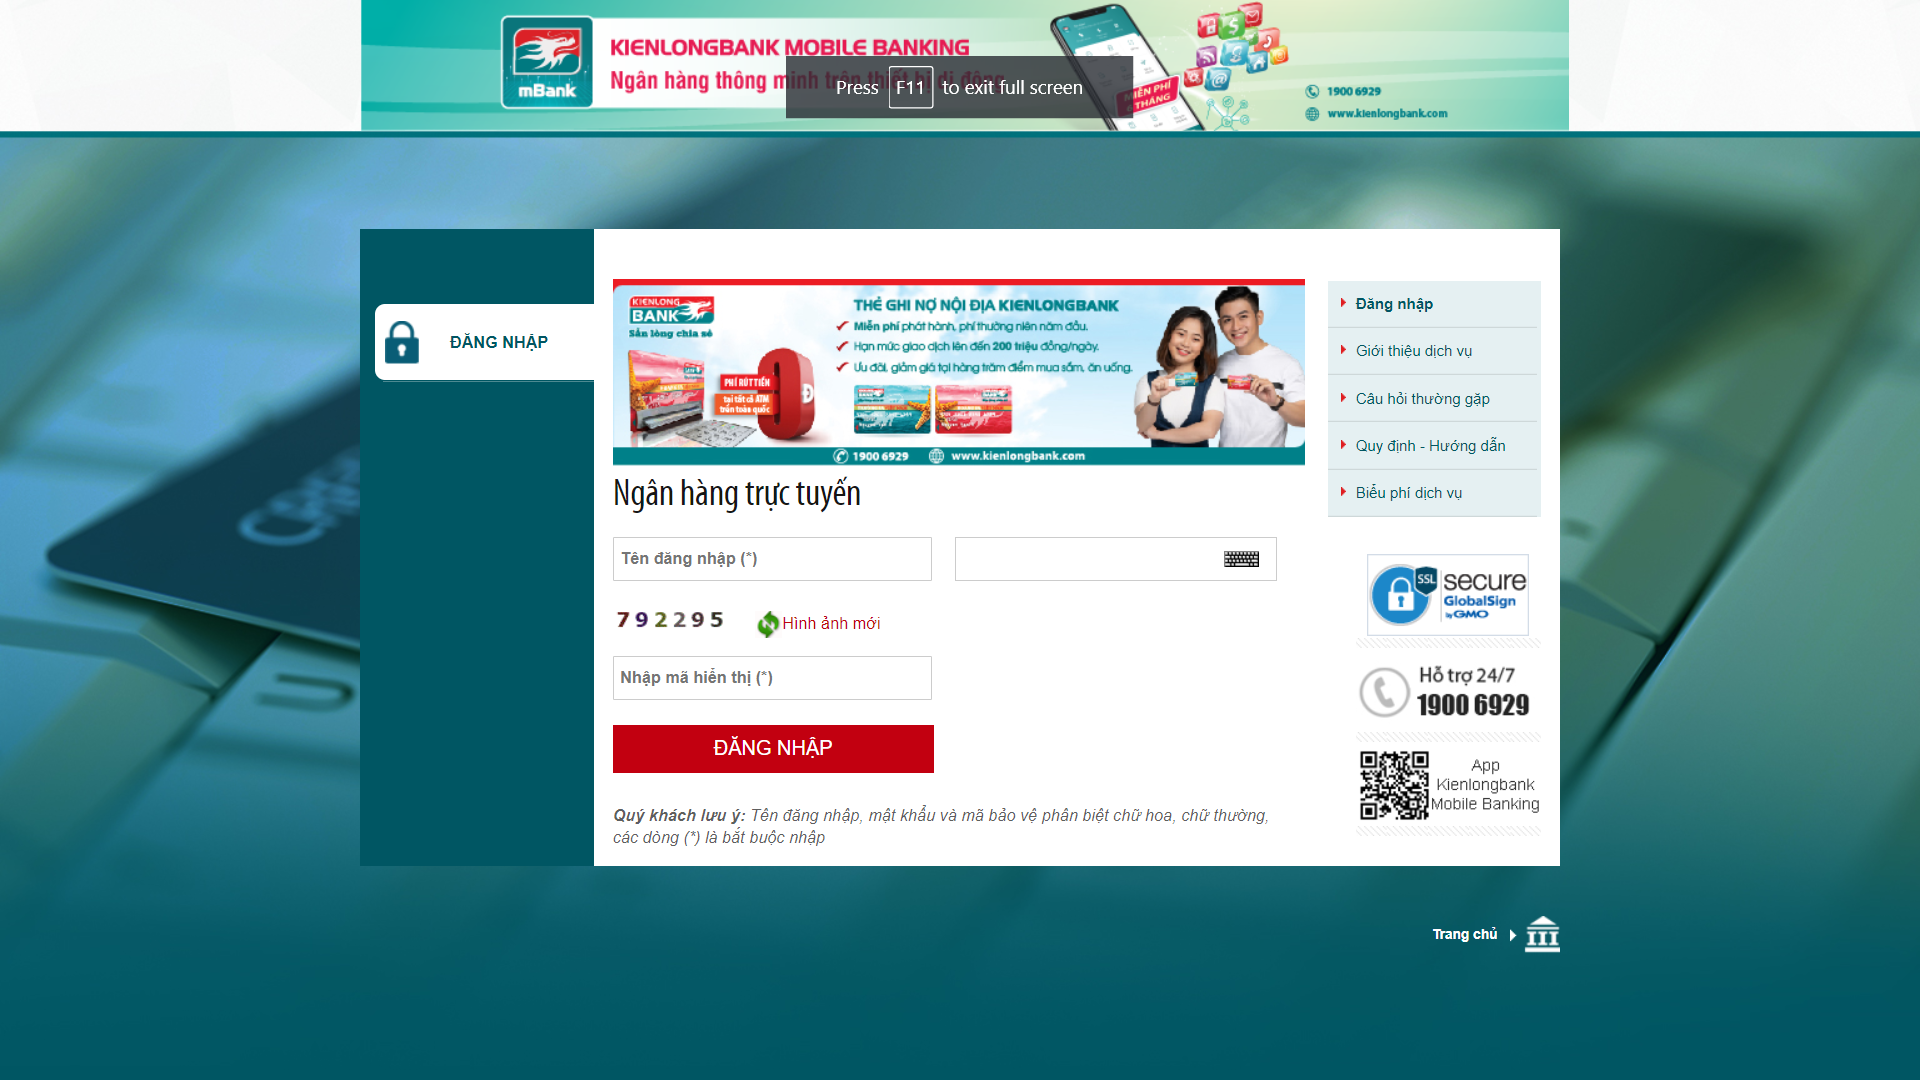 mBank
KIENLONGBANK MOBILE BANKING
Ngân hàng thông minh trên thiết bị di động
Press F11 to exit full screen
MIỄN PHÍ
THÁNG
1900 6929
www.kienlongbank.com
ĐĂNG NHẬP
KIENLONG
BANK
Sẵn lòng chia sẻ
THẺ GHI NỢ NỘI ĐỊA KIENLONGBANK
Miễn phí phát hành, phí thường niên năm đầu.
Hạn mức giao dịch lên đến 200 triệu đồng/ngày.
Ưu đãi, giảm giá tại hàng trăm điểm mua sắm, ăn uống.
PHÍ RÚT TIỀN
tại tất cả ATM
trên toàn quốc
0Đ
1900 6929
www.kienlongbank.com
Ngân hàng trực tuyến
Tên đăng nhập (*)
792295
Hình ảnh mới
Nhập mã hiển thị (*)
ĐĂNG NHẬP
Quý khách lưu ý: Tên đăng nhập, mật khẩu và mã bảo vệ phân biệt chữ hoa, chữ thường,
các dòng (*) là bắt buộc nhập
Đăng nhập
Giới thiệu dịch vụ
Câu hỏi thường gặp
Quy định - Hướng dẫn
Biểu phí dịch vụ
SSL
secure
GlobalSign
by GMO
Hỗ trợ 24/7
1900 6929
App
Kienlongbank
Mobile Banking
Trang chủ